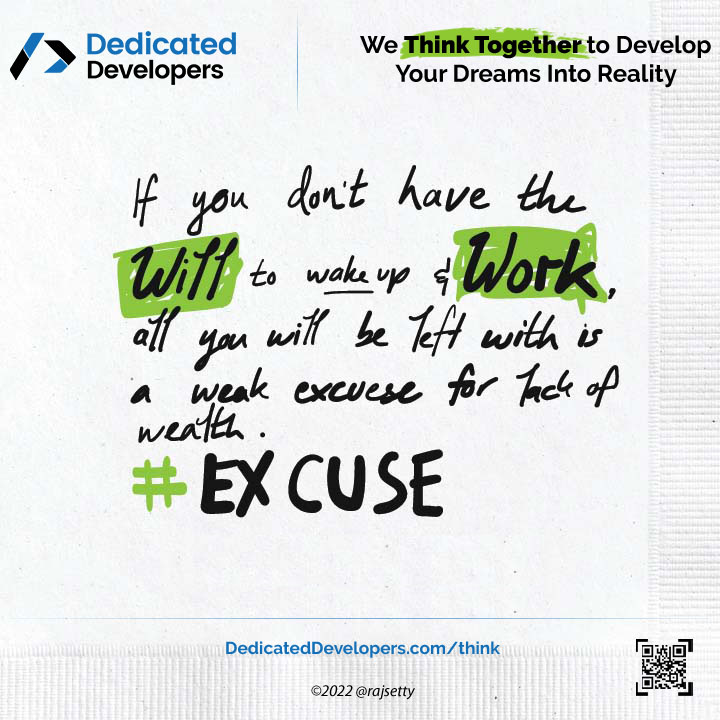 Dedicated
Developers
We Think Together to Develop
Your Dreams Into Reality
If you don't have the
Will to wake up & Work,
all you will be left with is
a weak excuese for lack of
wealth.
#EXCUSE
DedicatedDevelopers.com/think
©2022 @rajsetty